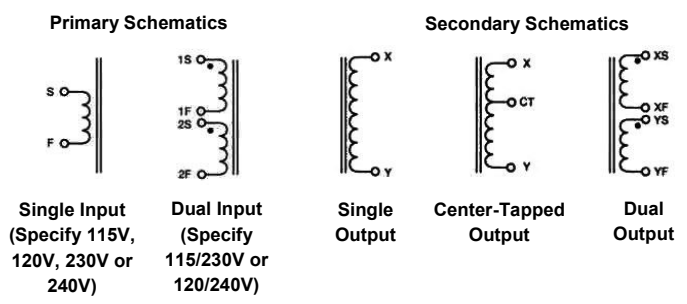 Primary Schematics
Secondary Schematics
S
F
1S
1F
2S
2F
X
Y
X
CT
Y
XS
XF
YS
YF
Single Input
(Specify 115V,
120V, 230V or
240V)
Dual Input
(Specify
115/230V or
120/240V)
Single
Output
Center-Tapped
Output
Dual
Output